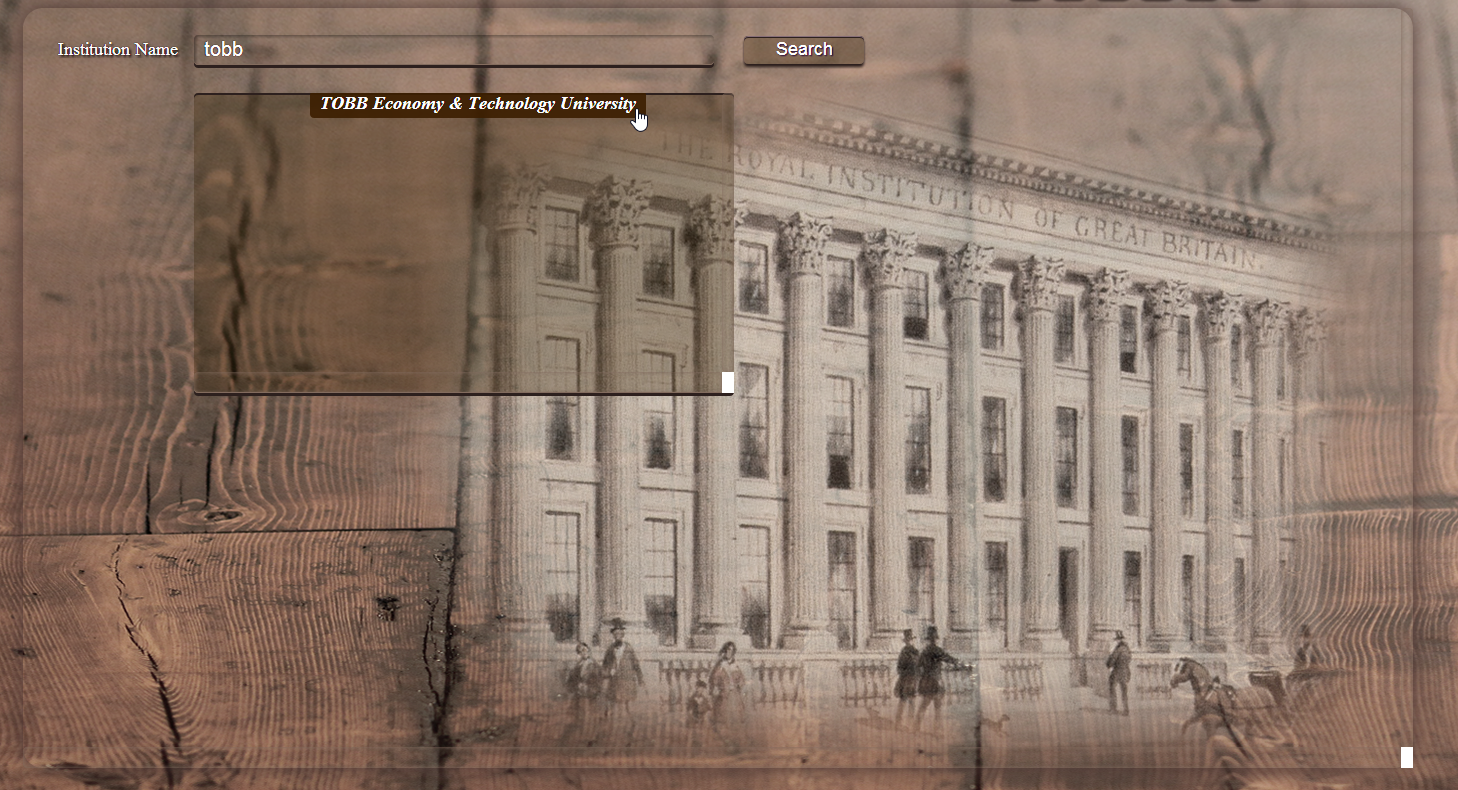 Institution Name
tobb
Search
TOBB Economy & Technology University
THE ROYAL INSTITUTION OF GREAT BRITAIN.